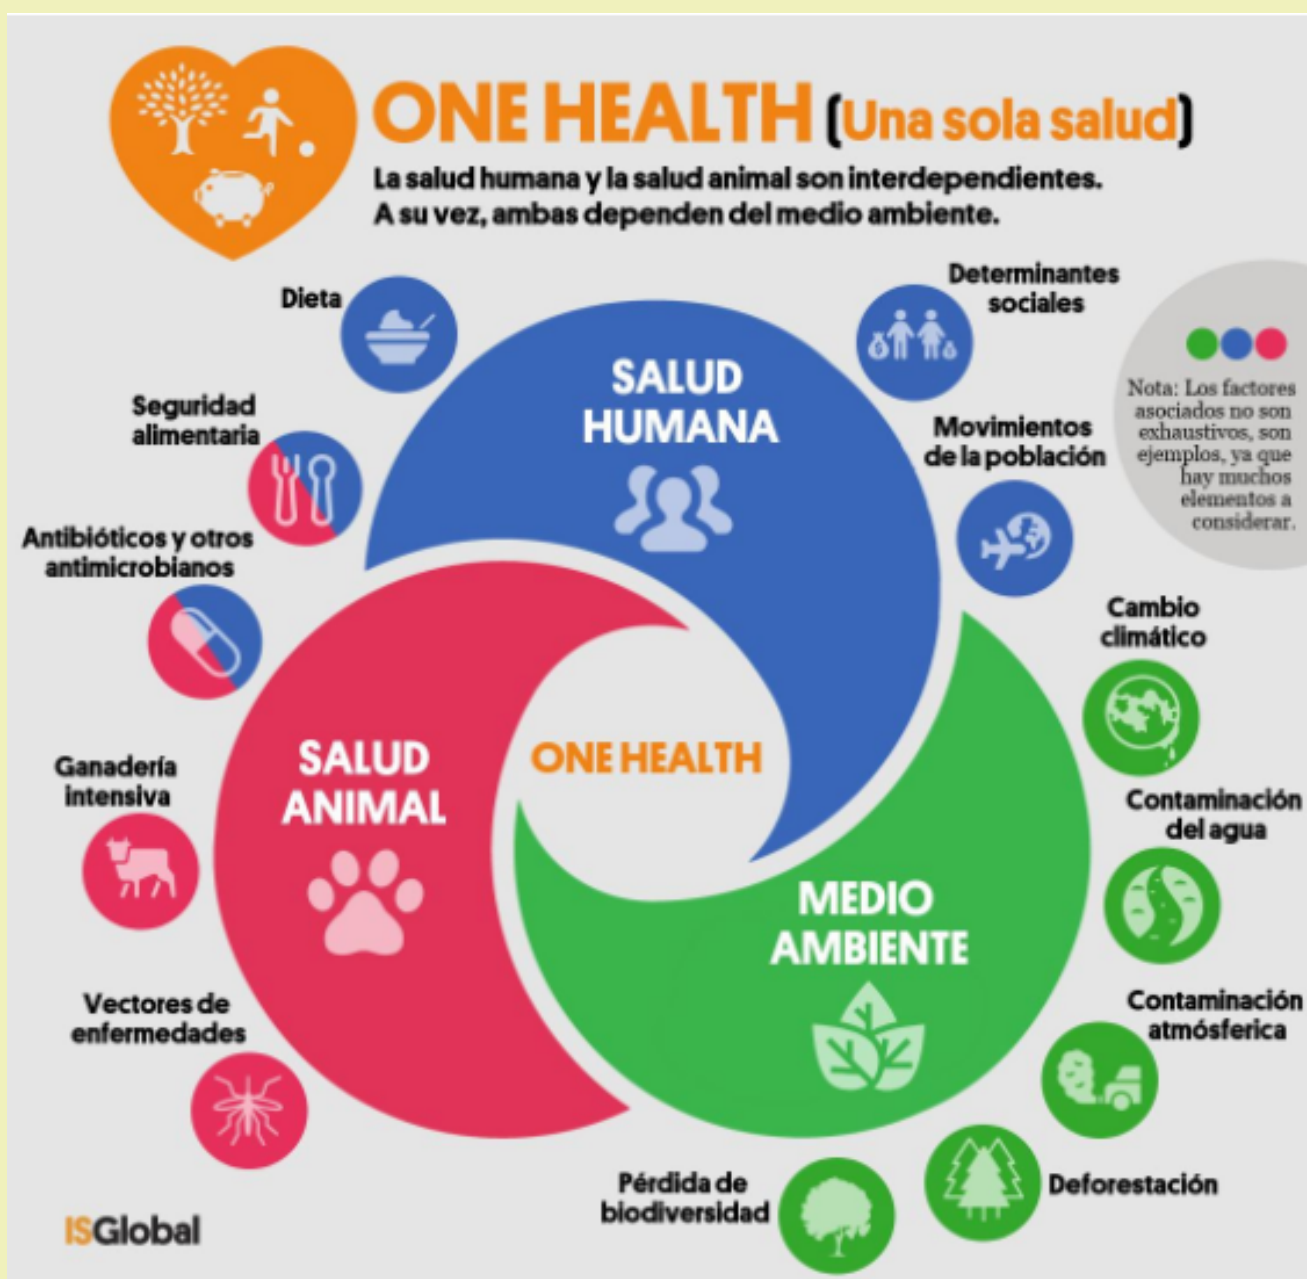 ONE HEALTH (Una sola salud)
La salud humana y la salud animal son interdependientes.
A su vez, ambas dependen del medio ambiente.
Dieta
Determinantes
sociales
SALUD
HUMANA
Seguridad
alimentaria
Movimientos
de la población
Nota: Los factores
asociados no son
exhaustivos, son
ejemplos, ya que
hay muchos
elementos a
considerar.
Antibióticos y otros
antimicrobianos
Cambio
climático
SALUD
ANIMAL
ONE HEALTH
Ganadería
intensiva
Contaminación
del agua
MEDIO
AMBIENTE
Vectores de
enfermedades
Contaminación
atmósferica
Pérdida de
biodiversidad
Deforestación
ISGlobal